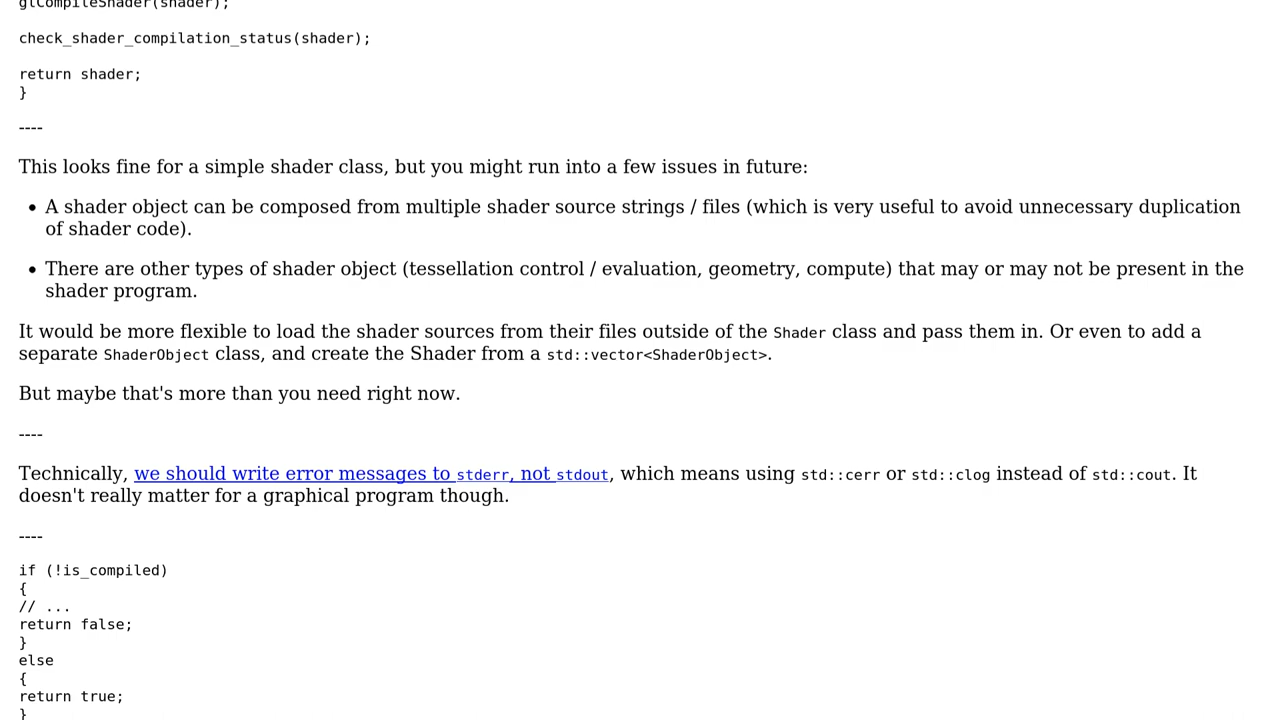 glCompileShader(shader);
check_shader_compilation_status(shader);
return shader;
}
----
This looks fine for a simple shader class, but you might run into a few issues in future:
• A shader object can be composed from multiple shader source strings / files (which is very useful to avoid unnecessary duplication
of shader code).
• There are other types of shader object (tessellation control / evaluation, geometry, compute) that may or may not be present in the
shader program.
It would be more flexible to load the shader sources from their files outside of the Shader class and pass them in. Or even to add a
separate ShaderObject class, and create the Shader from a std::vector<ShaderObject>.
But maybe that's more than you need right now.
----
Technically, we should write error messages to stderr, not stdout, which means using std::cerr or std::clog instead of std::cout. It
doesn't really matter for a graphical program though.
----
if (!is_compiled)
{
// ...
return false;
}
else
{
return true;
}